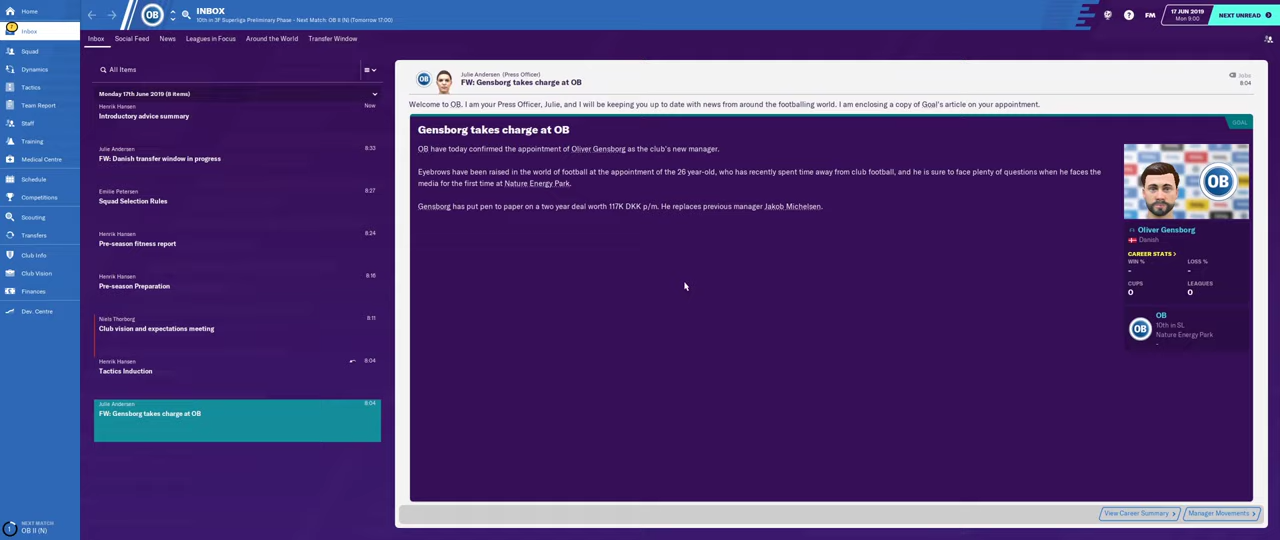 Home
Inbox
Squad
Dynamics
Tactics
Team Report
Staff
Training
Medical Centre
Schedule
Competitions
Scouting
Transfers
Club Info
Club Vision
Finances
Dev. Centre
NEXT MATCH
OB II (N)
OB
INBOX
10th in 3F Superliga Preliminary Phase - Next Match: OB II (N) (Tomorrow 17:00)
FM
17 JUN 2019
Mon 9:00
NEXT UNREAD
Inbox
Social Feed
News
Leagues in Focus
Around the World
Transfer Window
All Items
Monday 17th June 2019 (8 items)
Henrik Hansen Now
Introductory advice summary
Julie Andersen 8:33
FW: Danish transfer window in progress
Emilie Petersen 8:27
Squad Selection Rules
Henrik Hansen 8:24
Pre-season fitness report
Henrik Hansen 8:16
Pre-season Preparation
Niels Thorborg 8:11
Club vision and expectations meeting
Henrik Hansen 8:04
Tactics Induction
Julie Andersen 8:04
FW: Gensborg takes charge at OB
OB
Julie Andersen (Press Officer)
FW: Gensborg takes charge at OB
Jobs
8:04
Welcome to OB. I am your Press Officer, Julie, and I will be keeping you up to date with news from around the footballing world. I am enclosing a copy of Goal's article on your appointment.
GOAL
Gensborg takes charge at OB
OB have today confirmed the appointment of Oliver Gensborg as the club's new manager.
Eyebrows have been raised in the world of football at the appointment of the 26 year-old, who has recently spent time away from club football, and he is sure to face plenty of questions when he faces the
media for the first time at Nature Energy Park.
Gensborg has put pen to paper on a two year deal worth 117K DKK p/m. He replaces previous manager Jakob Michelsen.
OB
Oliver Gensborg
Danish
CAREER STATS >
WIN % LOSS %
- -
CUPS LEAGUES
0 0
OB
OB
10th in SL
Nature Energy Park
-
View Career Summary >
Manager Movements >